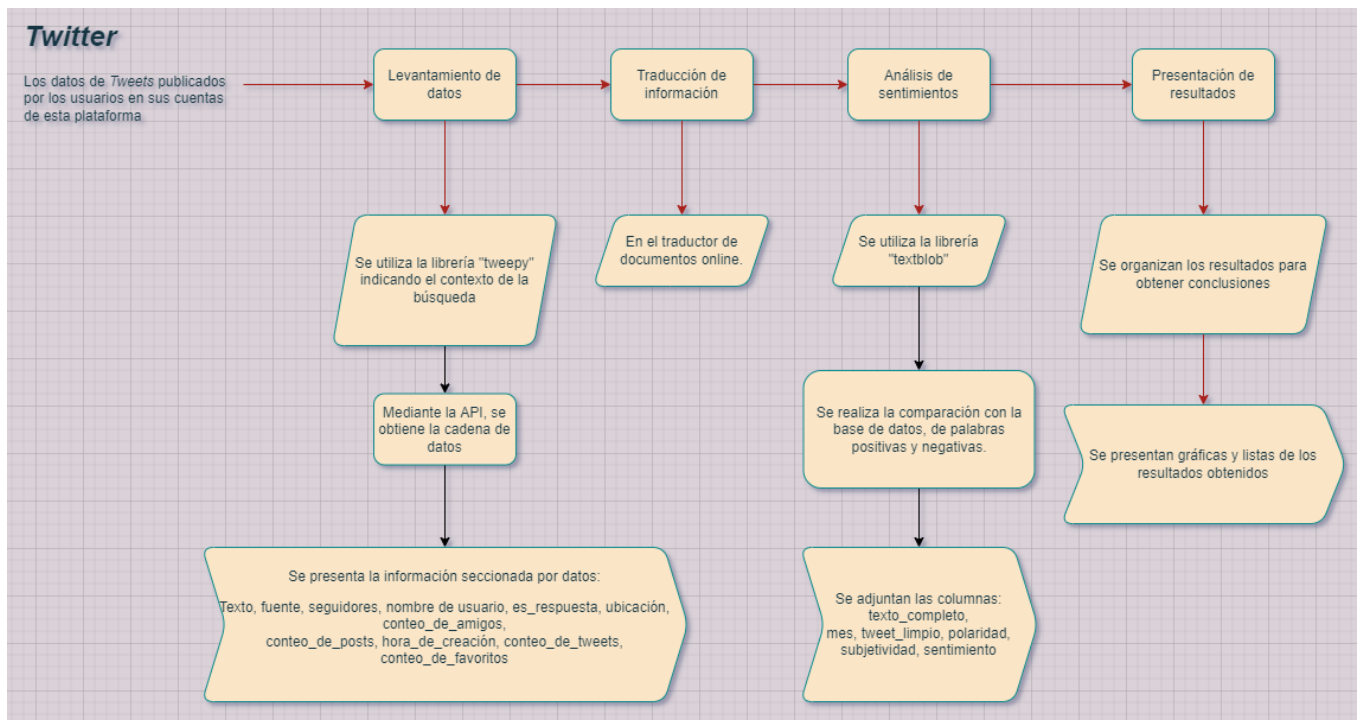 Twitter
Los datos de Tweets publicados
por los usuarios en sus cuentas
de esta plataforma
Levantamiento de
datos
Traducción de
información
Análisis de
sentimientos
Presentación de
resultados
Se utiliza la librería "tweepy"
indicando el contexto de la
búsqueda
En el traductor de
documentos online.
Se utiliza la librería
"textblob"
Se organizan los resultados para
obtener conclusiones
Mediante la API, se
obtiene la cadena de
datos
Se realiza la comparación con la
base de datos, de palabras
positivas y negativas.
Se presentan gráficas y listas de los
resultados obtenidos
Se presenta la información seccionada por datos:
Texto, fuente, seguidores, nombre de usuario, es_respuesta, ubicación,
conteo_de_amigos,
conteo_de_posts, hora_de_creación, conteo_de_tweets,
conteo_de_favoritos
Se adjuntan las columnas:
texto_completo,
mes, tweet_limpio, polaridad,
subjetividad, sentimiento